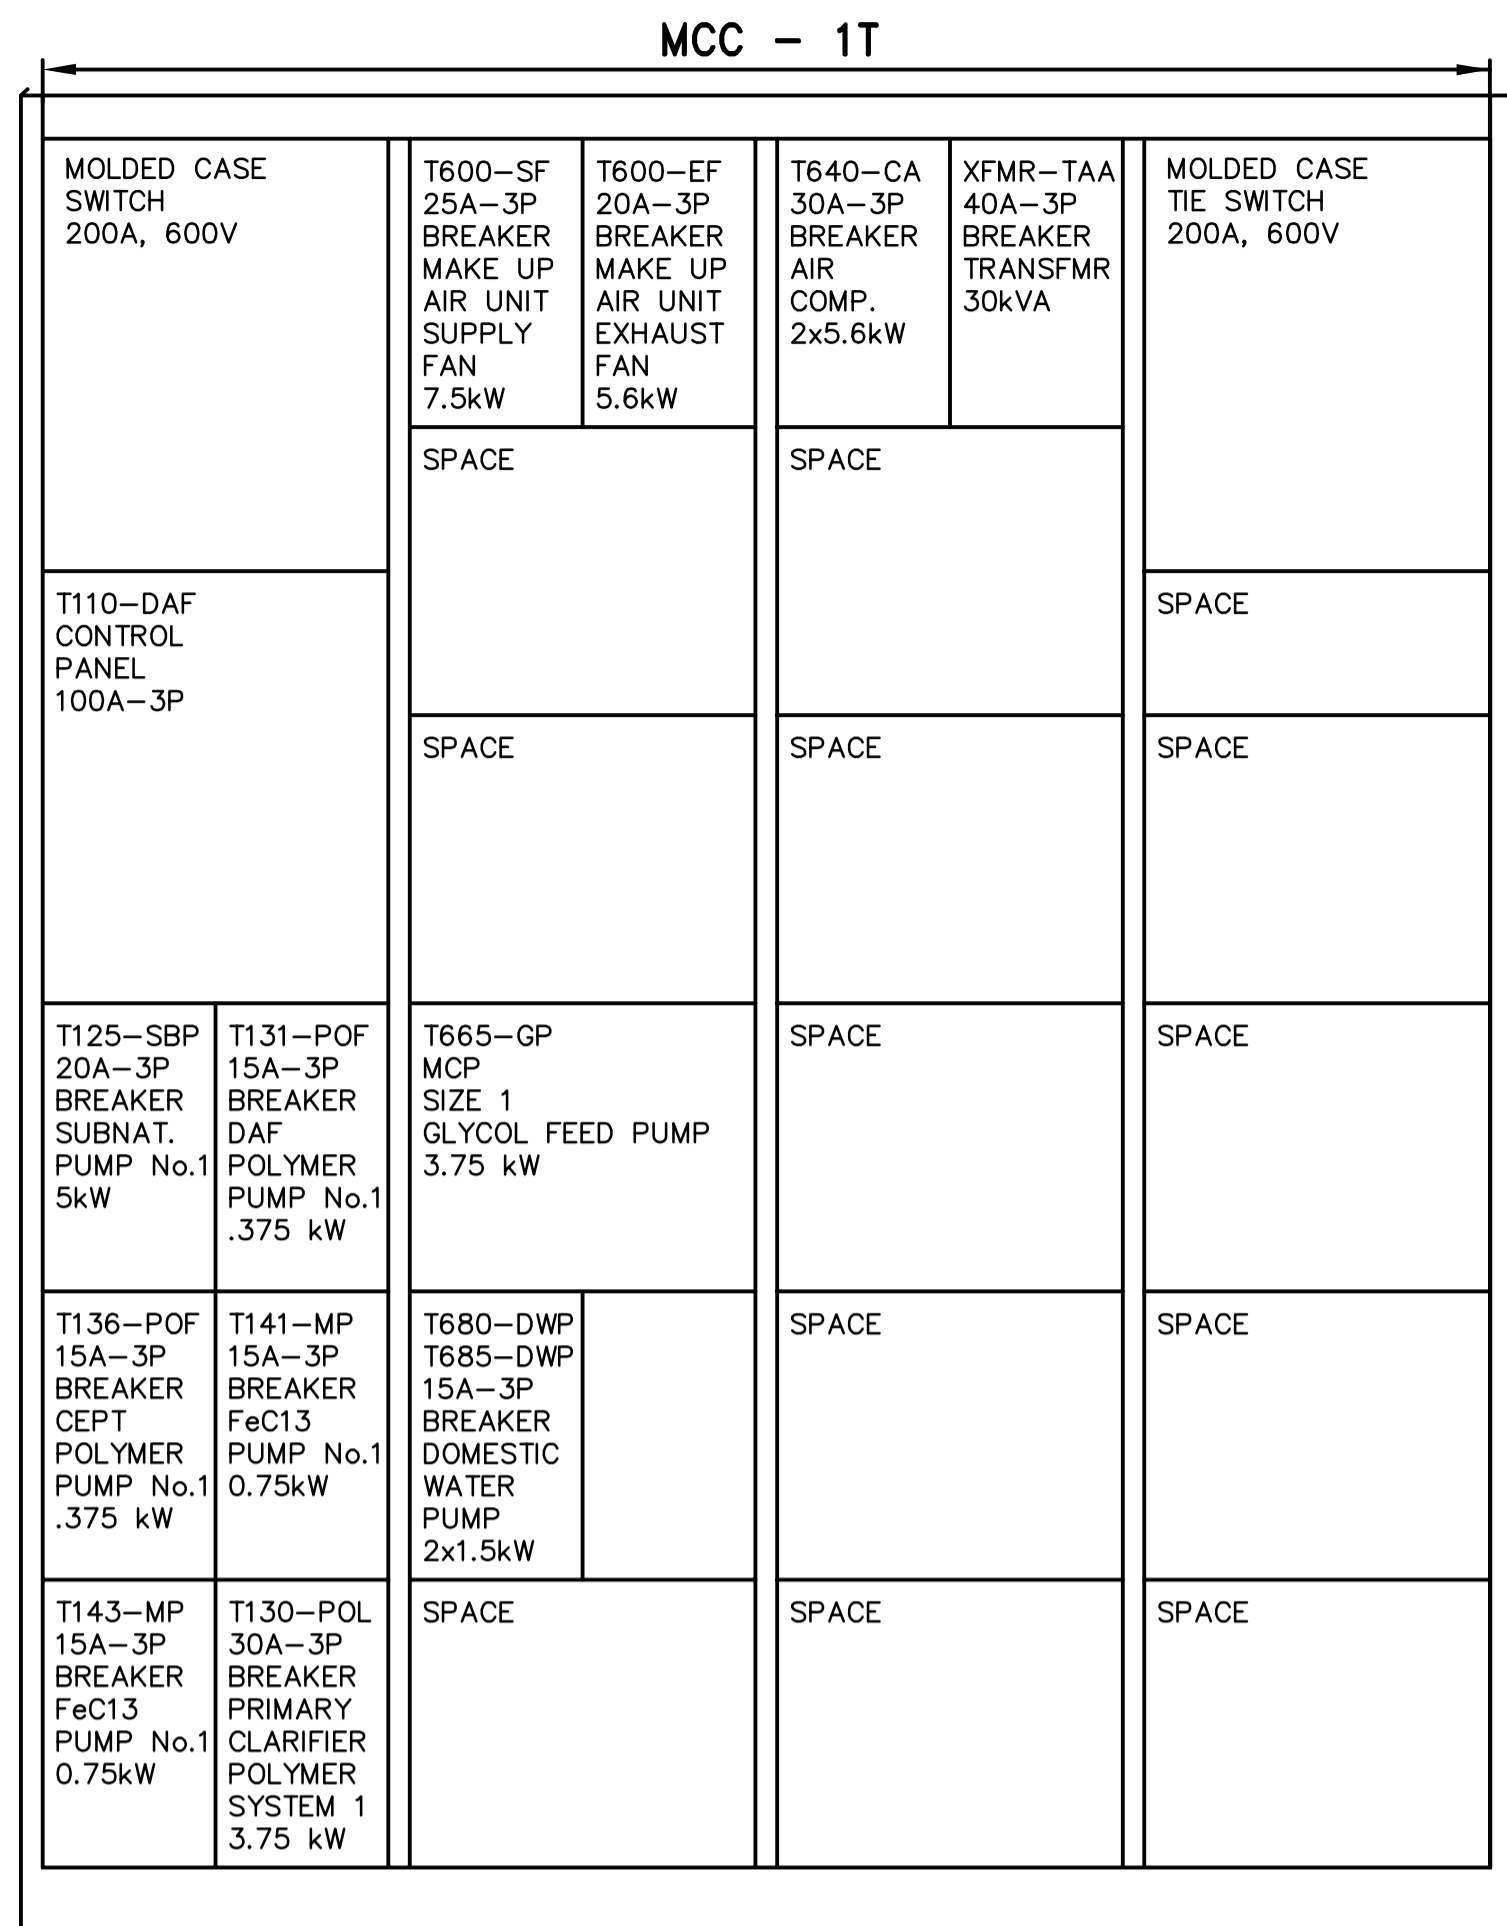 MCC - 1T
MOLDED CASE
SWITCH
200A, 600V
T110-DAF
CONTROL
PANEL
100A-3P
T125-SBP
20A-3P
BREAKER
SUBNAT.
PUMP No.1
5kW
T131-POF
15A-3P
BREAKER
DAF
POLYMER
PUMP No.1
.375 kW
T136-POF
15A-3P
BREAKER
CEPT
POLYMER
PUMP No.1
.375 kW
T141-MP
15A-3P
BREAKER
FeC13
PUMP No.1
0.75kW
T143-MP
15A-3P
BREAKER
FeC13
PUMP No.1
0.75kW
T130-POL
30A-3P
BREAKER
PRIMARY
CLARIFIER
POLYMER
SYSTEM 1
3.75 kW
T600-SF
25A-3P
BREAKER
MAKE UP
AIR UNIT
SUPPLY
FAN
7.5kW
T600-EF
20A-3P
BREAKER
MAKE UP
AIR UNIT
EXHAUST
FAN
5.6kW
SPACE
SPACE
T665-GP
MCP
SIZE 1
GLYCOL FEED PUMP
3.75 kW
T680-DWP
T685-DWP
15A-3P
BREAKER
DOMESTIC
WATER
PUMP
2x1.5kW
SPACE
T640-CA
30A-3P
BREAKER
AIR
COMP.
2x5.6kW
XFMR-TAA
40A-3P
BREAKER
TRANSFMR
30kVA
SPACE
SPACE
SPACE
SPACE
SPACE
MOLDED CASE
TIE SWITCH
200A, 600V
SPACE
SPACE
SPACE
SPACE
SPACE